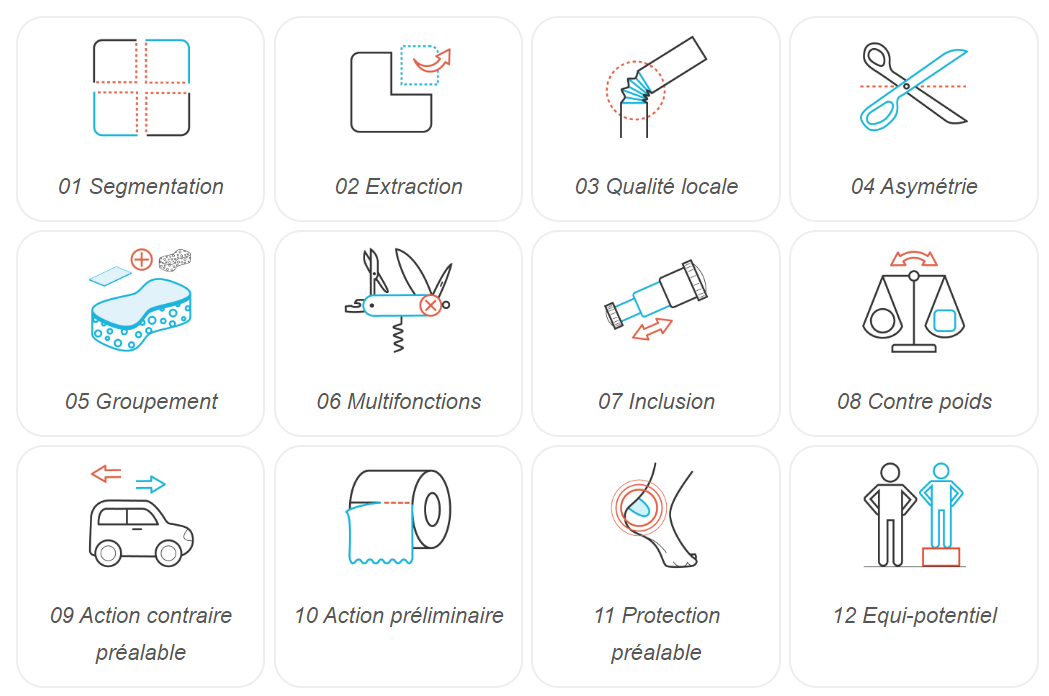 01 Segmentation
02 Extraction
03 Qualité locale
04 Asymétrie
05 Groupement
06 Multifonctions
07 Inclusion
08 Contre poids
09 Action contraire
préalable
10 Action préliminaire
11 Protection
préalable
12 Equi-potentiel